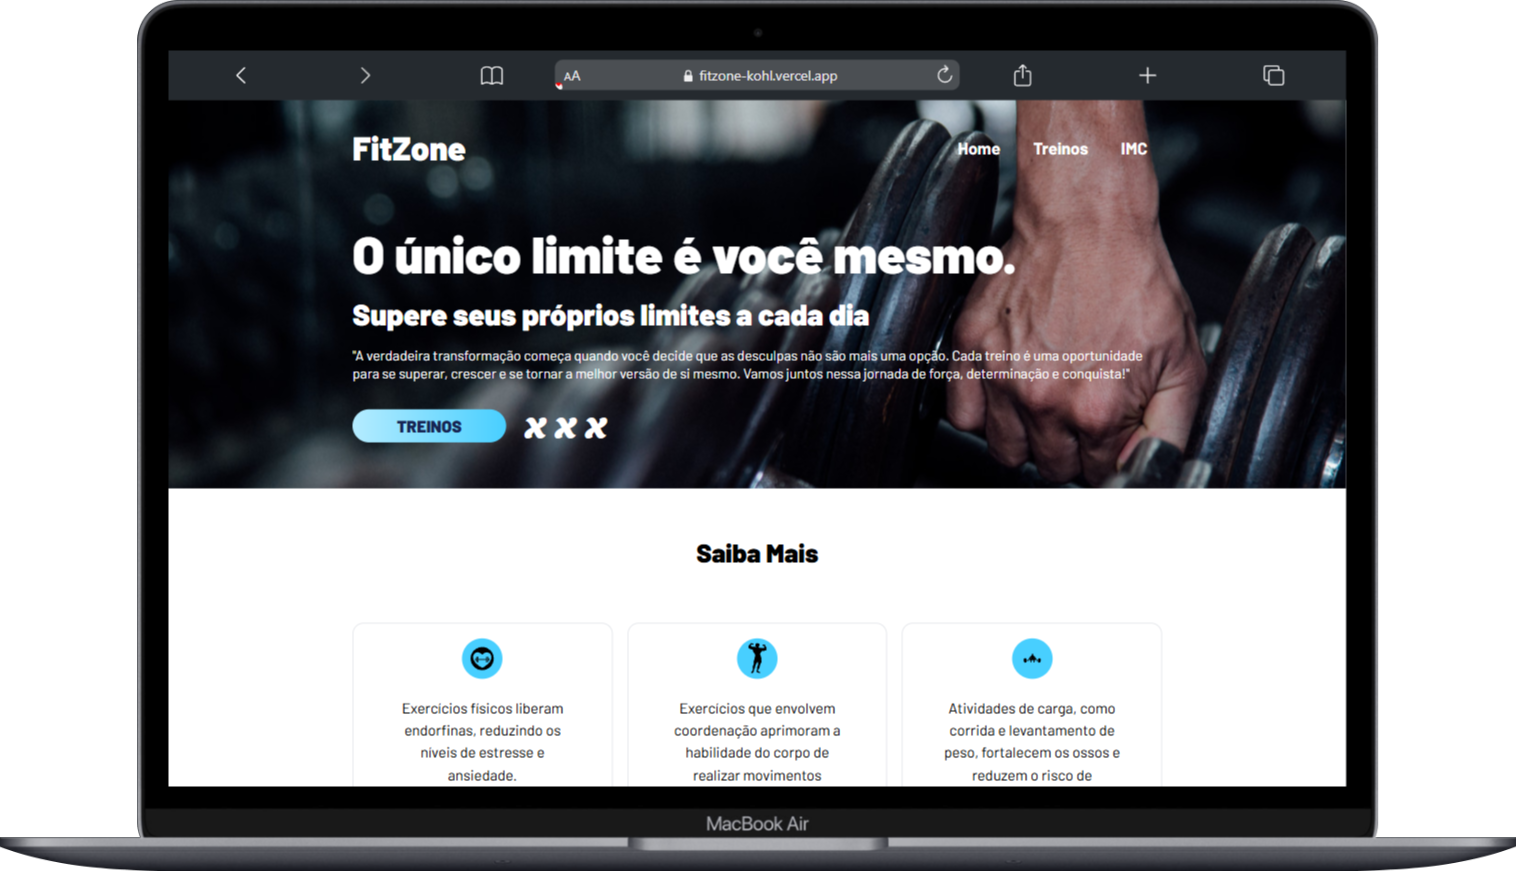 AA fitzone-kohl.vercel.app
FitZone
Home Treinos IMC
O único limite é você mesmo.
Supere seus próprios limites a cada dia
"A verdadeira transformação começa quando você decide que as desculpas não são mais uma opção. Cada treino é uma oportunidade
para se superar, crescer e se tornar a melhor versão de si mesmo. Vamos juntos nessa jornada de força, determinação e conquista!"
TREINOS x x x
Saiba Mais
Exercícios físicos liberam
endorfinas, reduzindo os
níveis de estresse e
ansiedade.
Exercícios que envolvem
coordenação aprimoram a
habilidade do corpo de
realizar movimentos
Atividades de carga, como
corrida e levantamento de
peso, fortalecem os ossos e
reduzem o risco de
MacBook Air